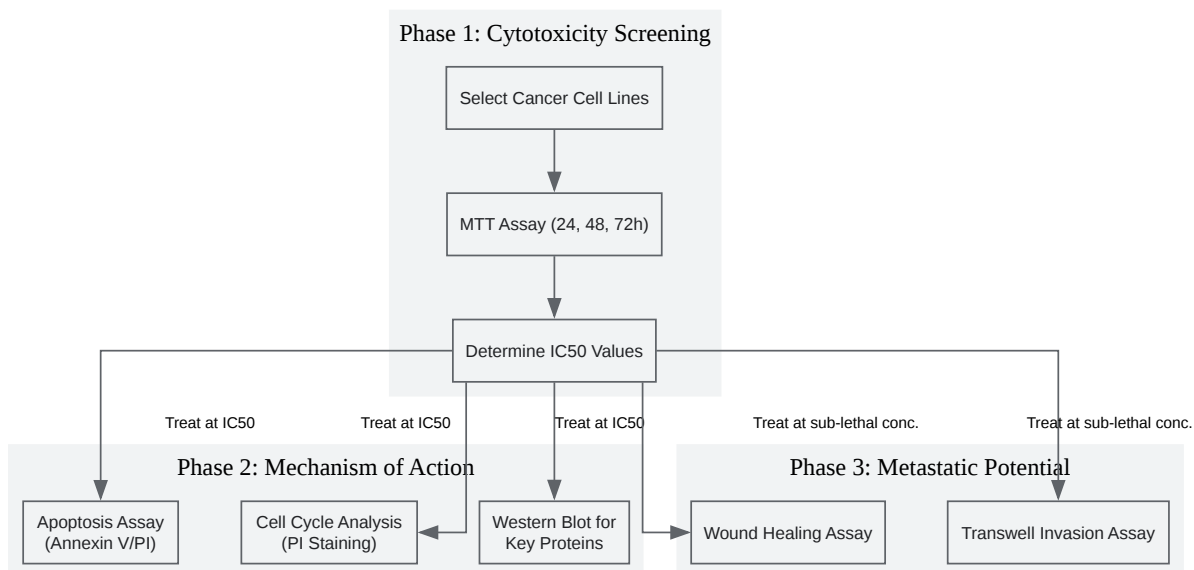 Phase 1: Cytotoxicity Screening
Select Cancer Cell Lines
MTT Assay (24, 48, 72h)
Determine IC50 Values
Treat at IC50
Treat at IC50
Treat at IC50
Treat at sub-lethal conc.
Treat at sub-lethal conc.
Phase 2: Mechanism of Action
Phase 3: Metastatic Potential
Apoptosis Assay
(Annexin V/PI)
Cell Cycle Analysis
(PI Staining)
Western Blot for
Key Proteins
Wound Healing Assay
Transwell Invasion Assay